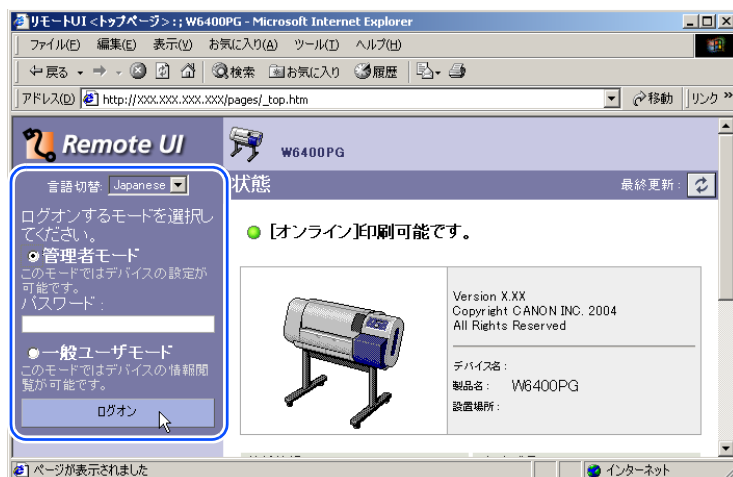 リモートUI <トップページ> : ; W6400PG - Microsoft Internet Explorer
ファイル(F) 編集(E) 表示(V) お気に入り(A) ツール(T) ヘルプ(H)
戻る 検索 お気に入り 履歴
アドレス(D) http://XXX.XXX.XXX.XXX/pages/_top.htm 移動 リンク »
Remote UI
W6400PG
言語切替: Japanese
状態
最終更新 :
ログオンするモードを選択し
てください。
管理者モード
このモードではデバイスの設定が
可能です。
パスワード :
一般ユーザモード
このモードではデバイスの情報閲
覧が可能です。
ログオン
[オンライン]印刷可能です。
Version X.XX
Copyright CANON INC. 2004
All Rights Reserved
デバイス名 :
製品名 : W6400PG
設置場所 :
ページが表示されました
インターネット